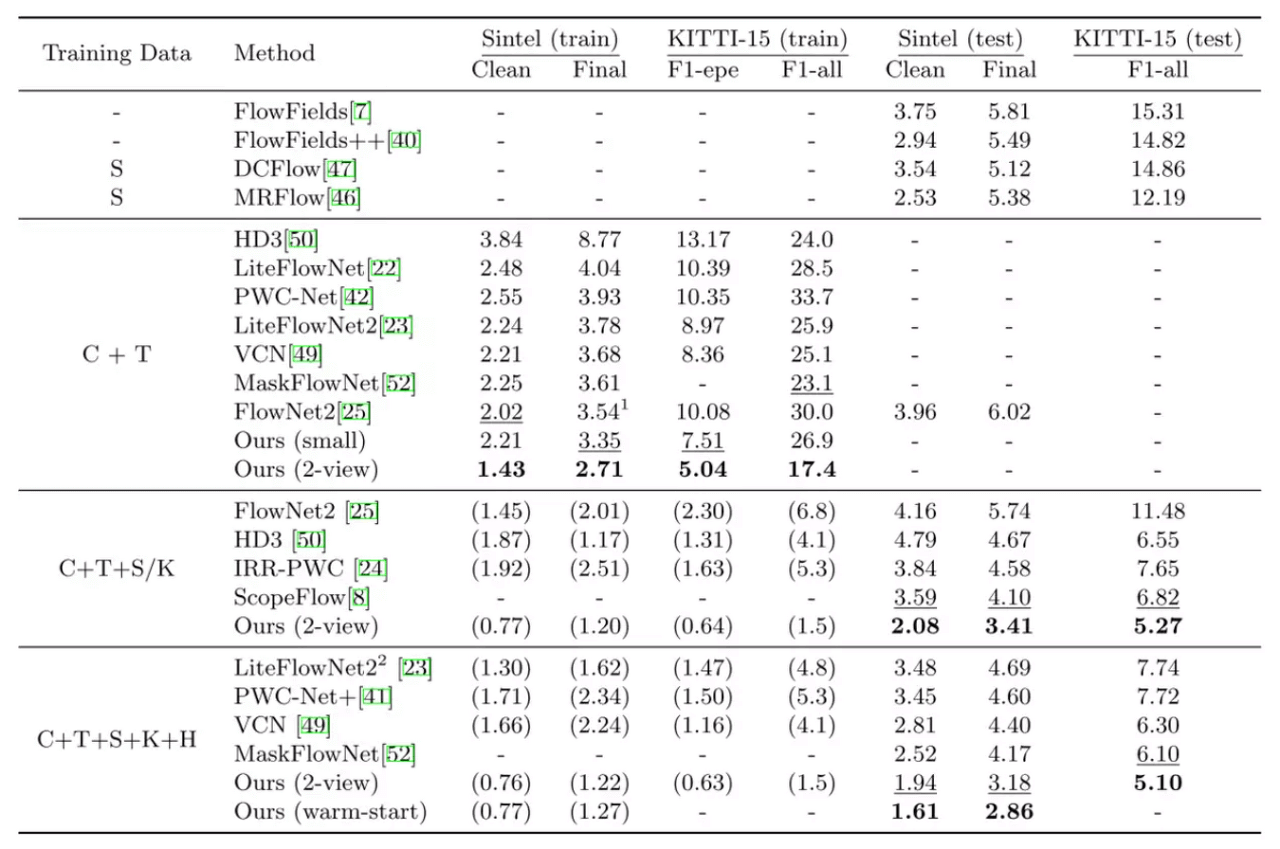 Training Data Method Sintel (train) KITTI-15 (train) Sintel (test) KITTI-15 (test)
Clean Final F1-epe F1-all Clean Final F1-all
- FlowFields[7] - - - - 3.75 5.81 15.31
- FlowFields++[40] - - - - 2.94 5.49 14.82
S DCFlow[47] - - - - 3.54 5.12 14.86
S MRFlow[46] - - - - 2.53 5.38 12.19
C + T
HD3[50] 3.84 8.77 13.17 24.0 - - -
LiteFlowNet[22] 2.48 4.04 10.39 28.5 - - -
PWC-Net[42] 2.55 3.93 10.35 33.7 - - -
LiteFlowNet2[23] 2.24 3.78 8.97 25.9 - - -
VCN[49] 2.21 3.68 8.36 25.1 - - -
MaskFlowNet[52] 2.25 3.61 - 23.1 - - -
FlowNet2[25] 2.02 3.54¹ 10.08 30.0 3.96 6.02 -
Ours (small) 2.21 3.35 7.51 26.9 - - -
Ours (2-view) 1.43 2.71 5.04 17.4 - - -
C+T+S/K
FlowNet2 [25] (1.45) (2.01) (2.30) (6.8) 4.16 5.74 11.48
HD3 [50] (1.87) (1.17) (1.31) (4.1) 4.79 4.67 6.55
IRR-PWC [24] (1.92) (2.51) (1.63) (5.3) 3.84 4.58 7.65
ScopeFlow[8] - - - - 3.59 4.10 6.82
Ours (2-view) (0.77) (1.20) (0.64) (1.5) 2.08 3.41 5.27
C+T+S+K+H
LiteFlowNet2² [23] (1.30) (1.62) (1.47) (4.8) 3.48 4.69 7.74
PWC-Net+[41] (1.71) (2.34) (1.50) (5.3) 3.45 4.60 7.72
VCN [49] (1.66) (2.24) (1.16) (4.1) 2.81 4.40 6.30
MaskFlowNet[52] - - - - 2.52 4.17 6.10
Ours (2-view) (0.76) (1.22) (0.63) (1.5) 1.94 3.18 5.10
Ours (warm-start) (0.77) (1.27) - - 1.61 2.86 -